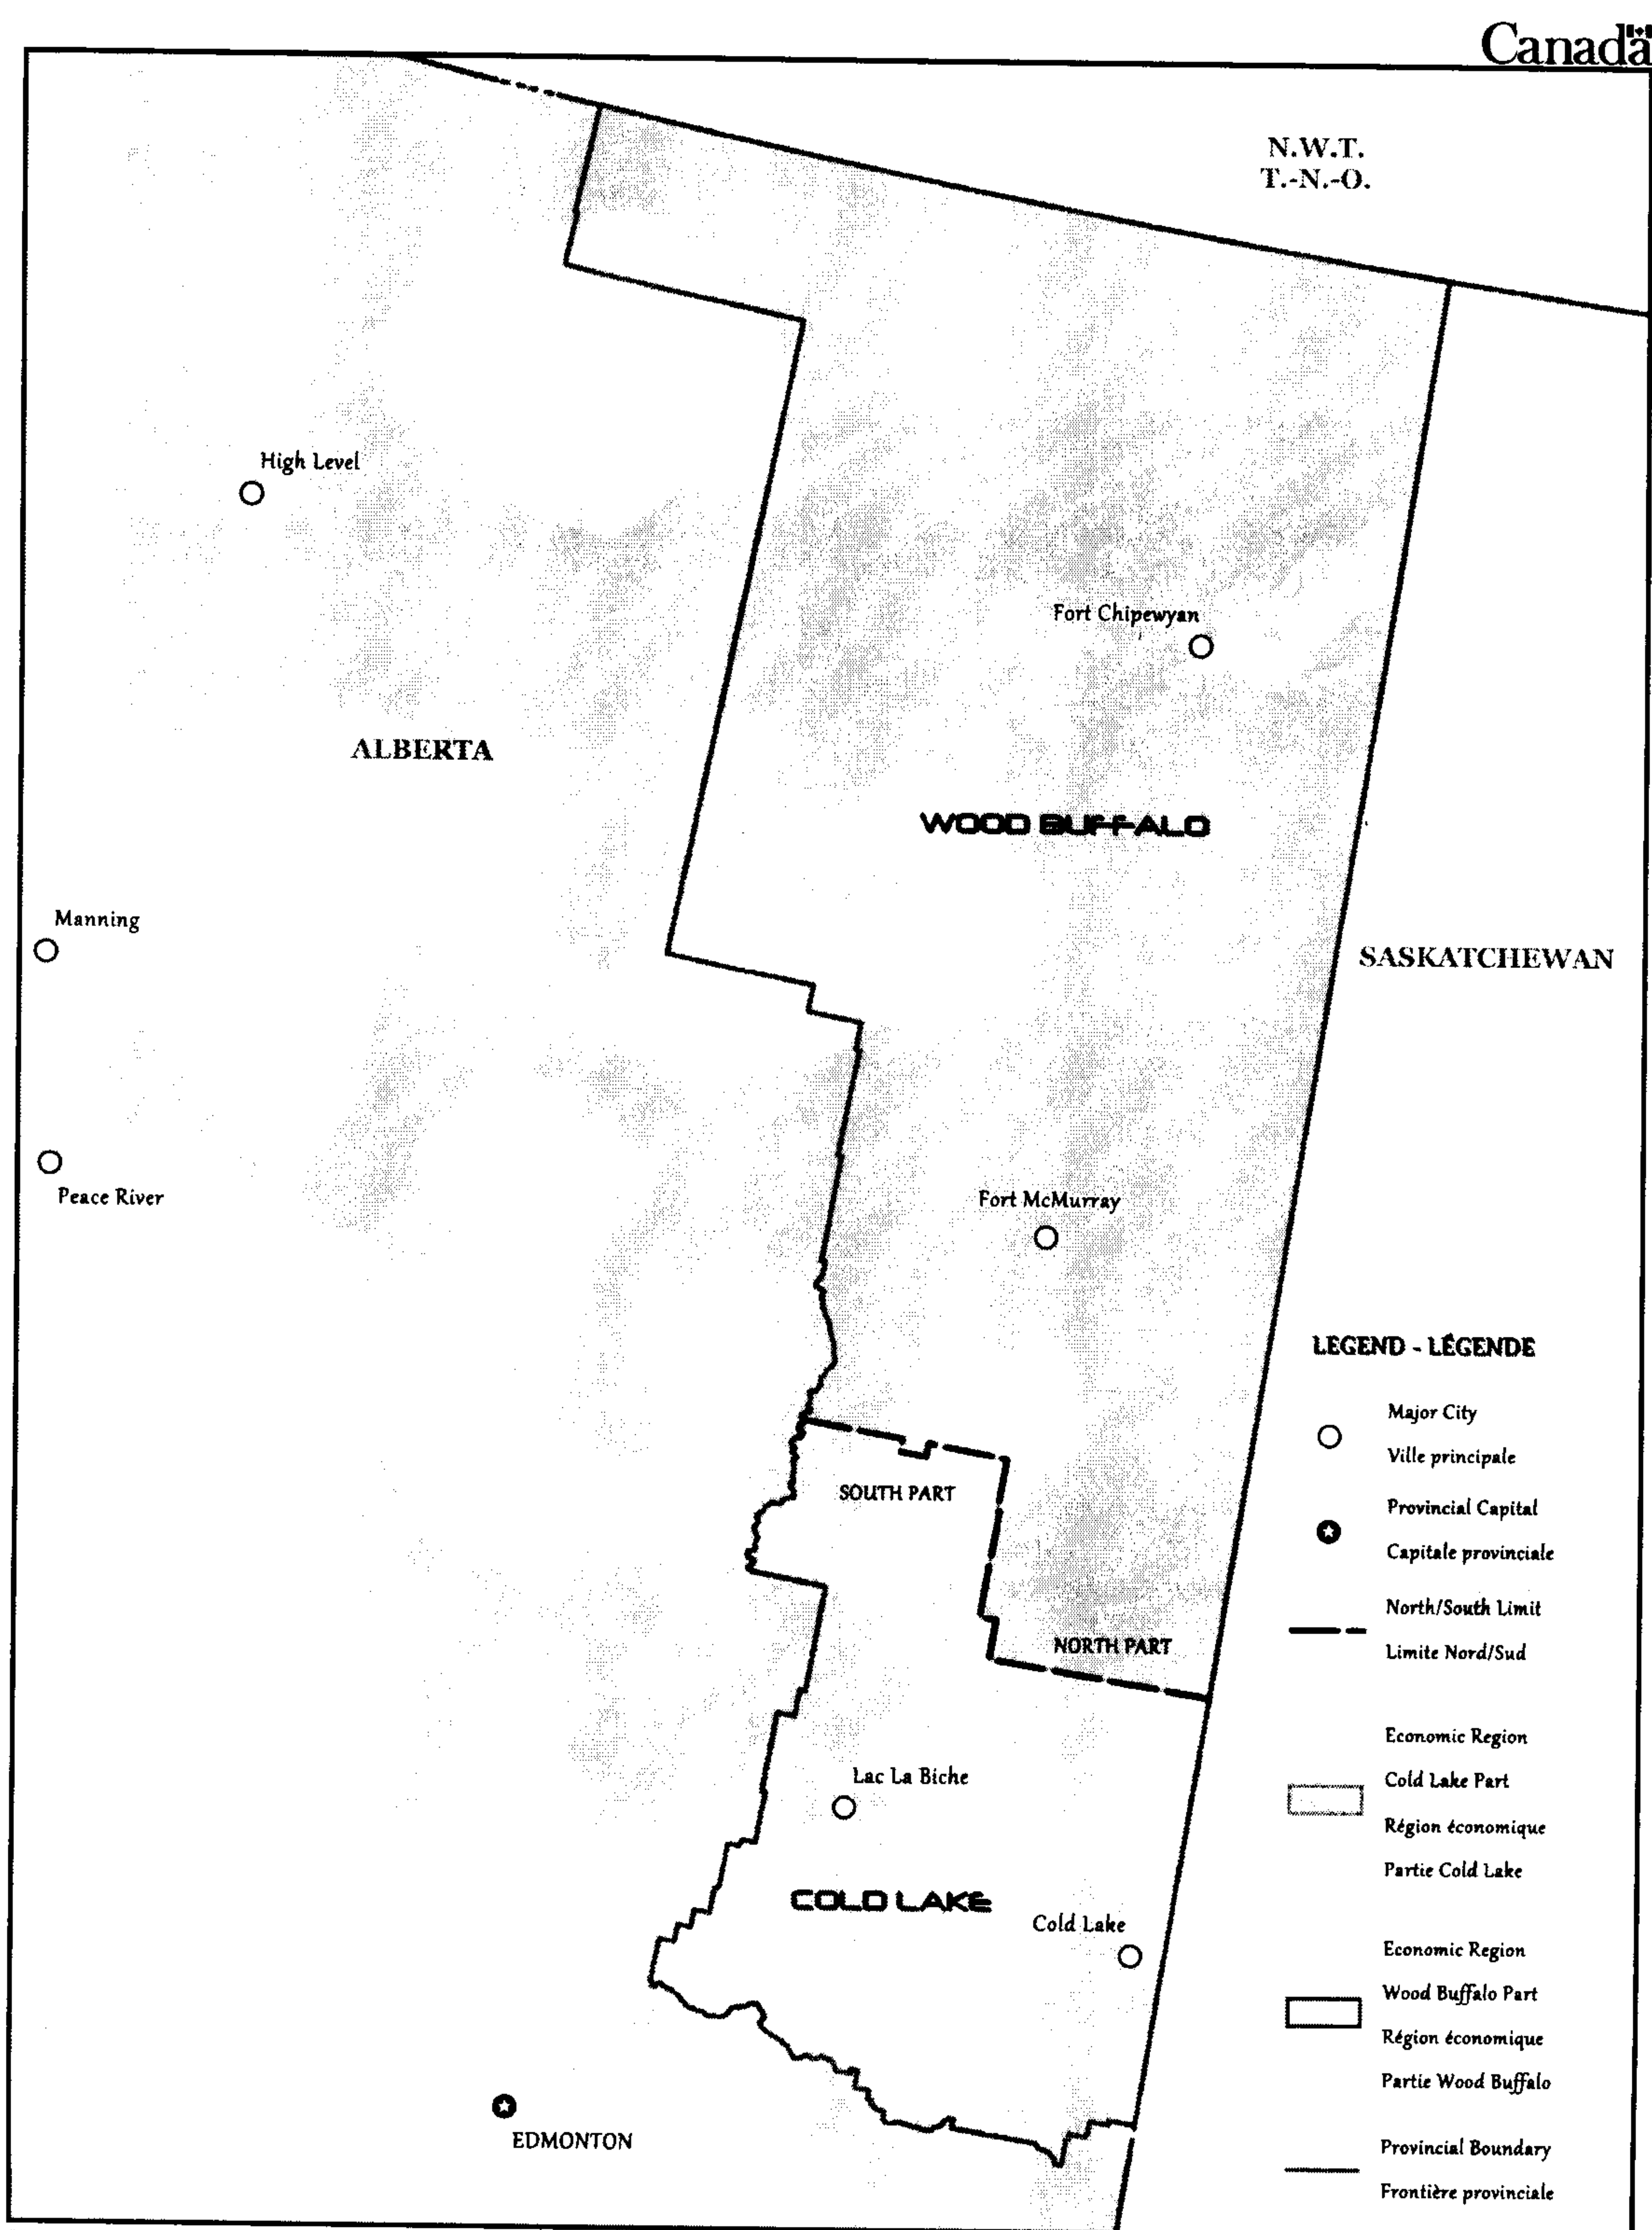 Canada
N.W.T.
T.-N.-O.
High Level
Fort Chipewyan
ALBERTA
WOOD BUFFALO
Manning
SASKATCHEWAN
Peace River
Fort McMurray
LEGEND - LÉGENDE
Major City
Ville principale
SOUTH PART
Provincial Capital
Capitale provinciale
North/South Limit
Limite Nord/Sud
NORTH PART
Economic Region
Cold Lake Part
Région économique
Partie Cold Lake
Lac La Biche
COLD LAKE
Cold Lake
Economic Region
Wood Buffalo Part
Région économique
Partie Wood Buffalo
EDMONTON
Provincial Boundary
Frontière provinciale